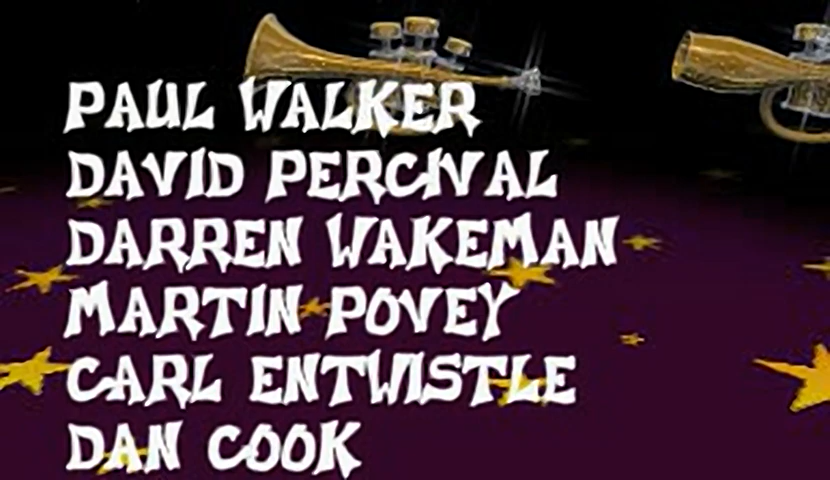 PAUL WALKER
DAVID PERCIVAL
DARREN WAKEMAN
MARTIN POVEY
CARL ENTWISTLE
DAN COOK